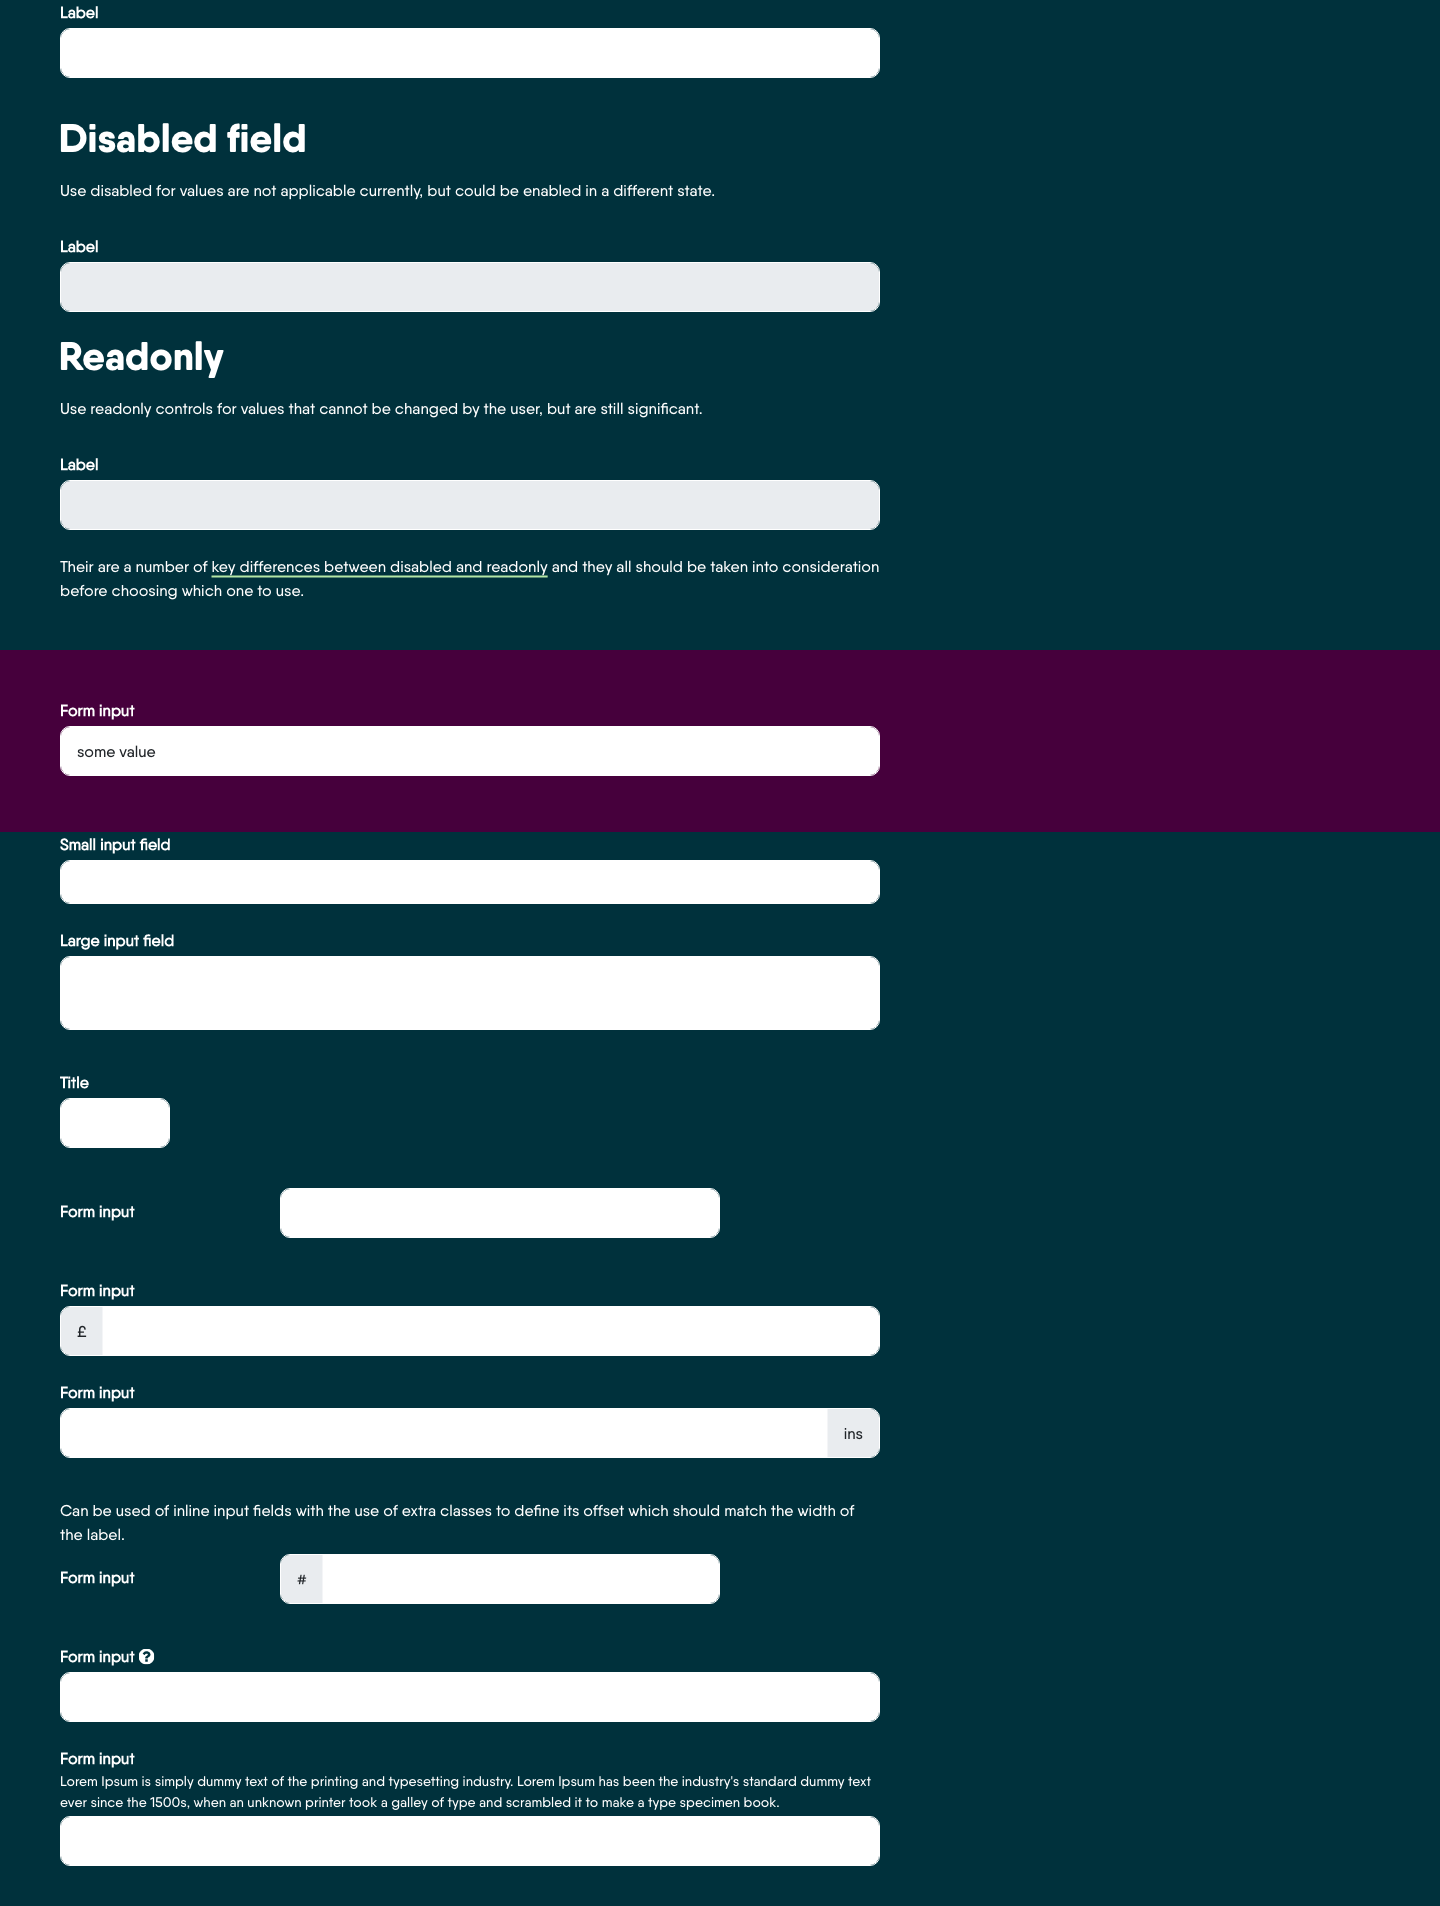 Label
Disabled field
Use disabled for values are not applicable currently, but could be enabled in a different state.
Label
Readonly
Use readonly controls for values that cannot be changed by the user, but are still significant.
Label
Their are a number of key differences between disabled and readonly and they all should be taken into consideration
before choosing which one to use.
Form input
some value
Small input field
Large input field
Title
Form input
Form input
£
Form input
ins
Can be used of inline input fields with the use of extra classes to define its offset which should match the width of
the label.
Form input
#
Form input ?
Form input
Lorem Ipsum is simply dummy text of the printing and typesetting industry. Lorem Ipsum has been the industry's standard dummy text
ever since the 1500s, when an unknown printer took a galley of type and scrambled it to make a type specimen book.